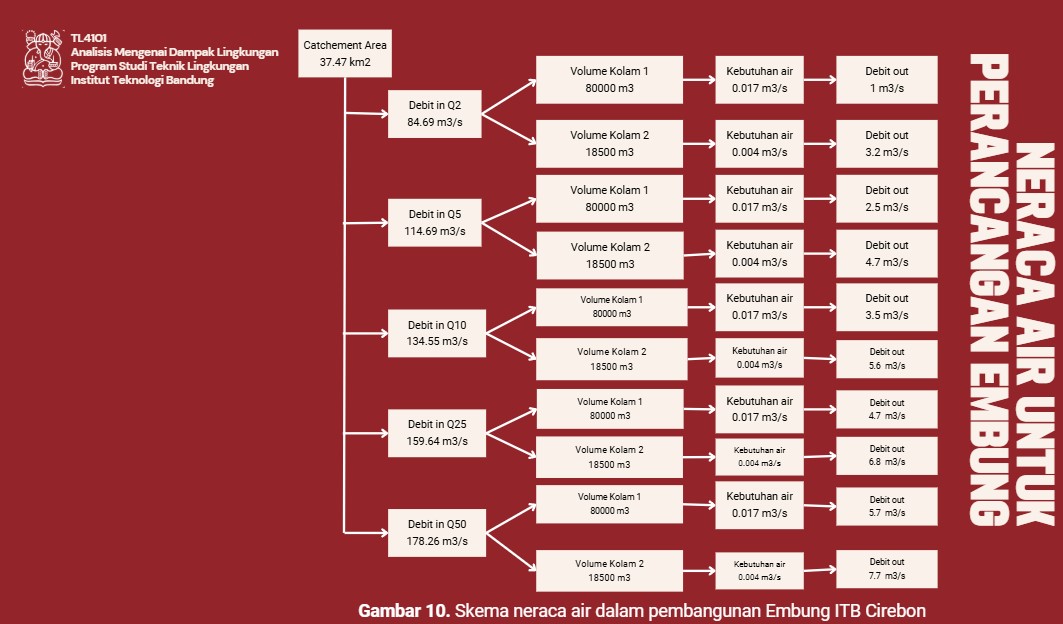 TL4101
Analisis Mengenai Dampak Lingkungan
Program Studi Teknik Lingkungan
Institut Teknologi Bandung
Catchement Area
37.47 km2
Debit in Q2
84.69 m3/s
Volume Kolam 1
80000 m3
Kebutuhan air
0.017 m3/s
Debit out
1 m3/s
Volume Kolam 2
18500 m3
Kebutuhan air
0.004 m3/s
Debit out
3.2 m3/s
Debit in Q5
114.69 m3/s
Volume Kolam 1
80000 m3
Kebutuhan air
0.017 m3/s
Debit out
2.5 m3/s
Volume Kolam 2
18500 m3
Kebutuhan air
0.004 m3/s
Debit out
4.7 m3/s
Debit in Q10
134.55 m3/s
Volume Kolam 1
80000 m3
Kebutuhan air
0.017 m3/s
Debit out
3.5 m3/s
Volume Kolam 2
18500 m3
Kebutuhan air
0.004 m3/s
Debit out
5.6 m3/s
Debit in Q25
159.64 m3/s
Volume Kolam 1
80000 m3
Kebutuhan air
0.017 m3/s
Debit out
4.7 m3/s
Volume Kolam 2
18500 m3
Kebutuhan air
0.004 m3/s
Debit out
6.8 m3/s
Debit in Q50
178.26 m3/s
Volume Kolam 1
80000 m3
Kebutuhan air
0.017 m3/s
Debit out
5.7 m3/s
Volume Kolam 2
18500 m3
Kebutuhan air
0.004 m3/s
Debit out
7.7 m3/s
NERACA AIR UNTUK
PERANCANGAN EMBUNG
Gambar 10. Skema neraca air dalam pembangunan Embung ITB Cirebon